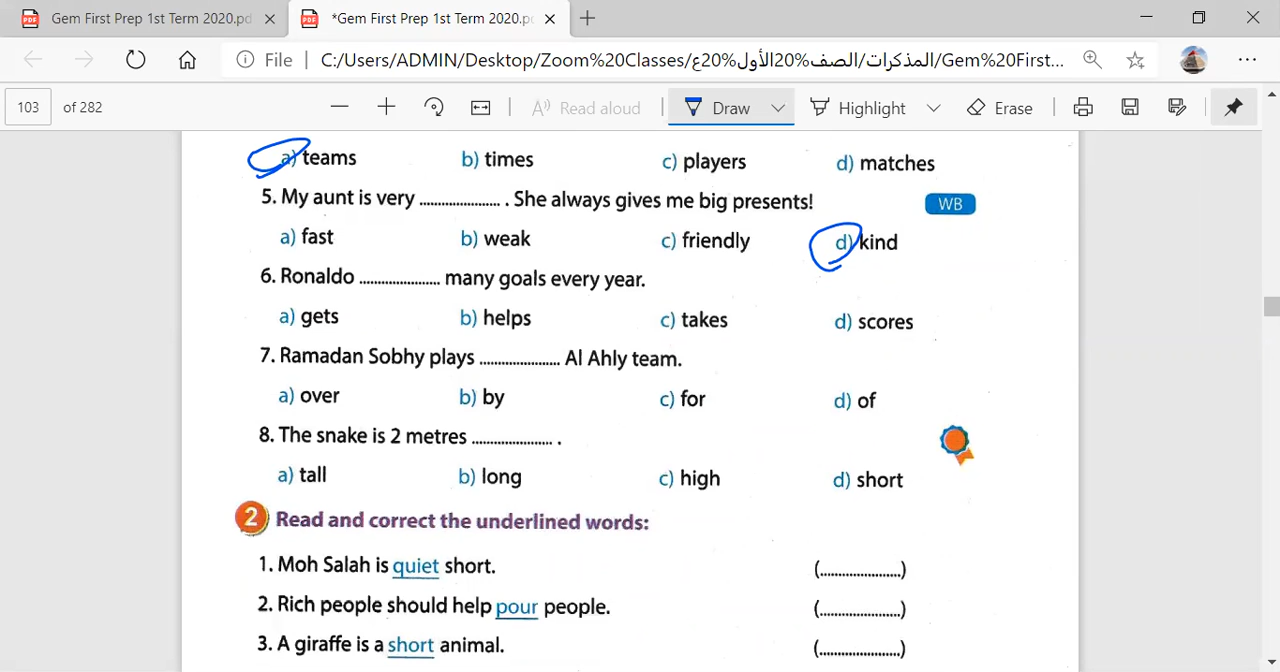 Gem First Prep 1st Term 2020.pd
*Gem First Prep 1st Term 2020.p
File C:/Users/ADMIN/Desktop/Zoom%20Classes/المذكرات/الصف%20الأول%20ع/Gem%20First...
103 of 282 Read aloud Draw Highlight Erase
a) teams b) times c) players d) matches
5. My aunt is very .................... . She always gives me big presents! WB
a) fast b) weak c) friendly d) kind
6. Ronaldo .................... many goals every year.
a) gets b) helps c) takes d) scores
7. Ramadan Sobhy plays .................... Al Ahly team.
a) over b) by c) for d) of
8. The snake is 2 metres .................... .
a) tall b) long c) high d) short
2 Read and correct the underlined words:
1. Moh Salah is quiet short. (....................)
2. Rich people should help pour people. (....................)
3. A giraffe is a short animal. (....................)